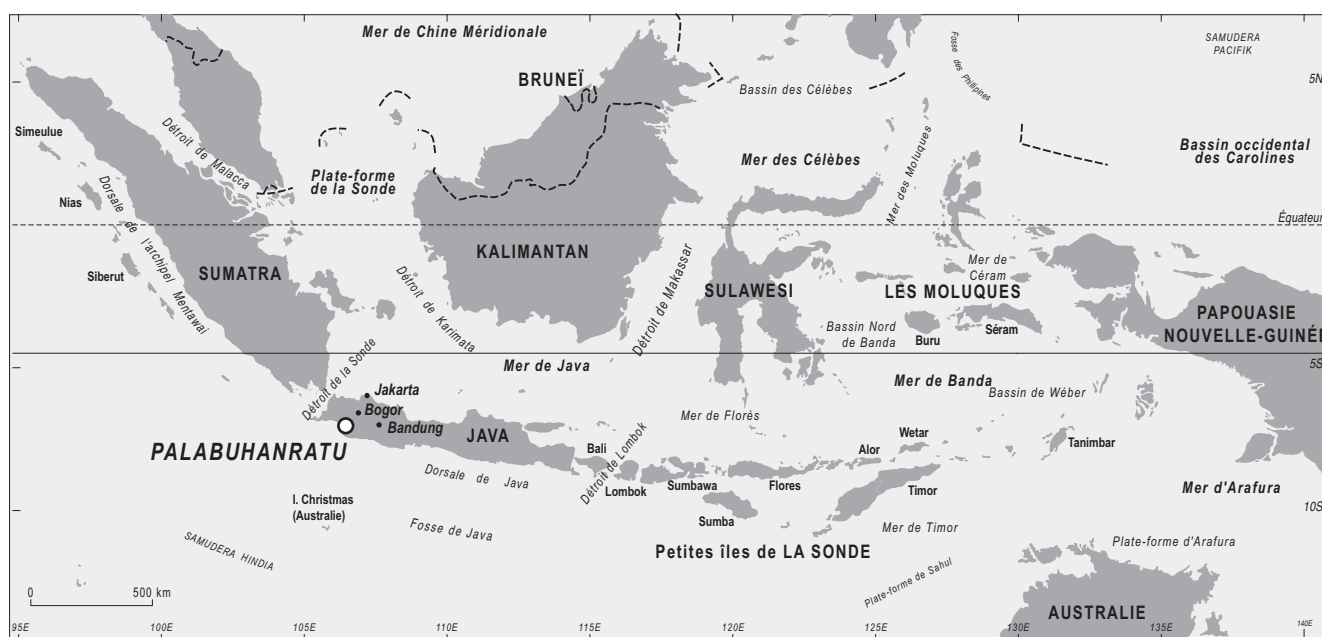 Mer de Chine Méridionale
SAMUDERA
PACIFIK
Fosse des Phillipines
BRUNEÏ
5N
Bassin des Célèbes
Simeulue
Détroit de Malacca
Mer des Moluques
Bassin occidental
des Carolines
Plate-forme
de la Sonde
Mer des Célèbes
Nias
Dorsale de l'archipel Mentawai
Équateur
KALIMANTAN
Siberut
SUMATRA
Détroit de Karimata
Détroit de Makassar
Mer de
Céram
SULAWESI
LES MOLUQUES
PAPOUASIE
NOUVELLE-GUINÉE
Bassin Nord
de Banda
Buru
Séram
Détroit de la Sonde
Mer de Java
5S
Jakarta
Mer de Banda
Bassin de Wéber
Bogor
Mer de Florès
Bandung
JAVA
PALABUHANRATU
Bali
Détroit de Lombok
Alor
Wetar
Tanimbar
Dorsale de Java
Lombok
Sumbawa
Flores
Timor
Mer d'Arafura
I. Christmas
(Australie)
Sumba
10S
Fosse de Java
Mer de Timor
SAMUDERA HINDIA
Petites îles de LA SONDE
Plate-forme d'Arafura
Plate-forme de Sahul
0
500 km
AUSTRALIE
95E
100E
105E
110E
115E
120E
125E
130E
135E
140E